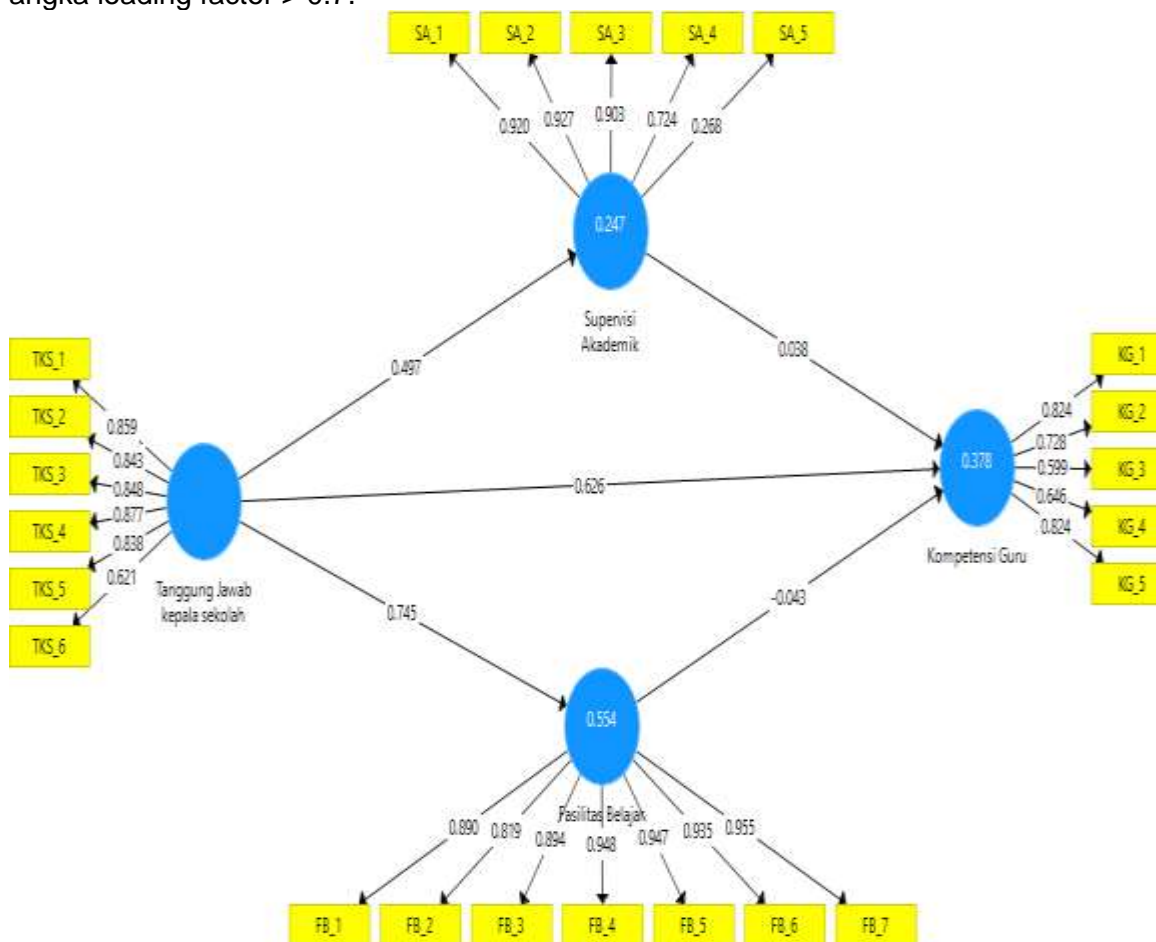 angka loading factor > 0.7.
SA_1 SA_2 SA_3 SA_4 SA_5
0.920 0.927 0.903 0.724 0.268
0.247
Supervisi
Akademik
0.497
0.038
TKS_1
TKS_2
TKS_3
TKS_4
TKS_5
TKS_6
0.859
0.843
0.848
0.877
0.838
0.621
Tanggung Jawab
kepala sekolah
0.626
0.378
Kompetensi Guru
0.824
0.728
0.599
0.646
0.824
KG_1
KG_2
KG_3
KG_4
KG_5
0.745
-0.043
0.554
Fasilitas Belajar
0.890 0.819 0.894 0.948 0.947 0.935 0.955
FB_1 FB_2 FB_3 FB_4 FB_5 FB_6 FB_7